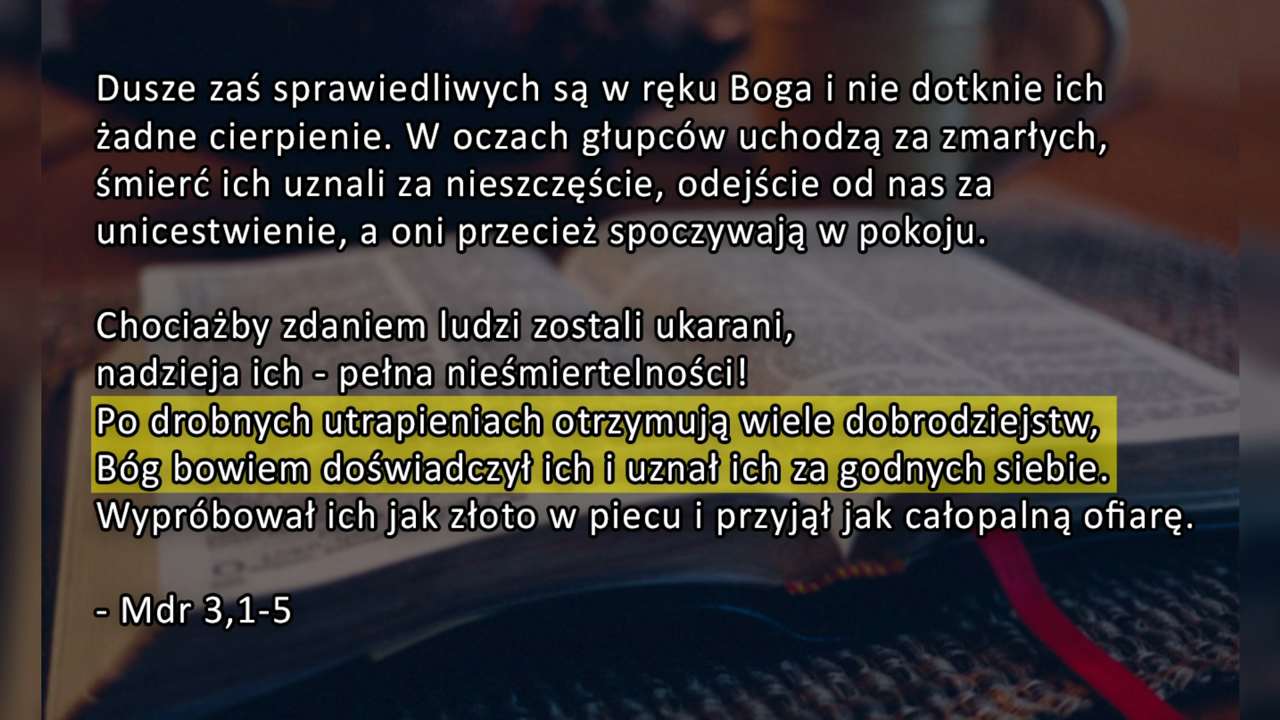 Dusze zaś sprawiedliwych są w ręku Boga i nie dotknie ich
żadne cierpienie. W oczach głupców uchodzą za zmarłych,
śmierć ich uznali za nieszczęście, odejście od nas za
unicestwienie, a oni przecież spoczywają w pokoju.
Chociażby zdaniem ludzi zostali ukarani,
nadzieja ich - pełna nieśmiertelności!
Po drobnych utrapieniach otrzymują wiele dobrodziejstw,
Bóg bowiem doświadczył ich i uznał ich za godnych siebie.
Wypróbował ich jak złoto w piecu i przyjął jak całopalną ofiarę.
- Mdr 3,1-5